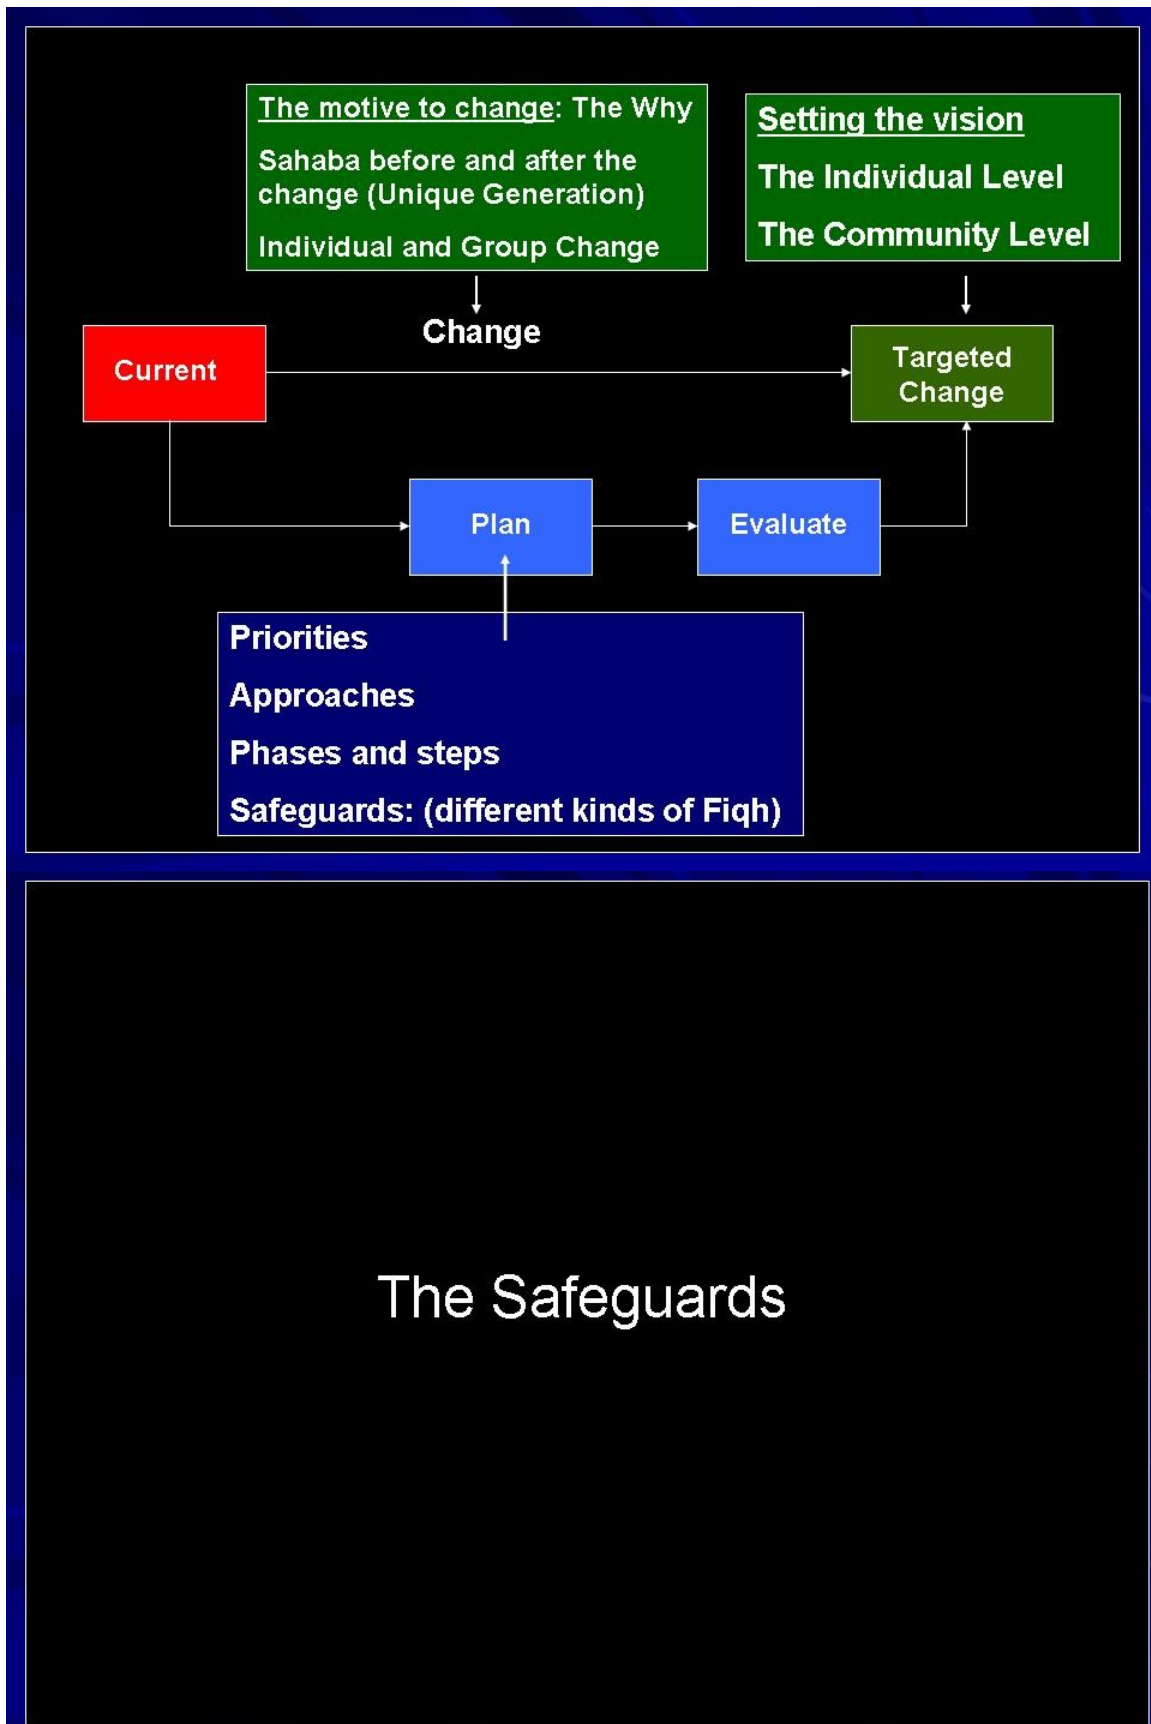 The motive to change: The Why
Sahaba before and after the
change (Unique Generation)
Individual and Group Change
Setting the vision
The Individual Level
The Community Level
Change
Current
Targeted
Change
Plan
Evaluate
Priorities
Approaches
Phases and steps
Safeguards: (different kinds of Fiqh)
The Safeguards